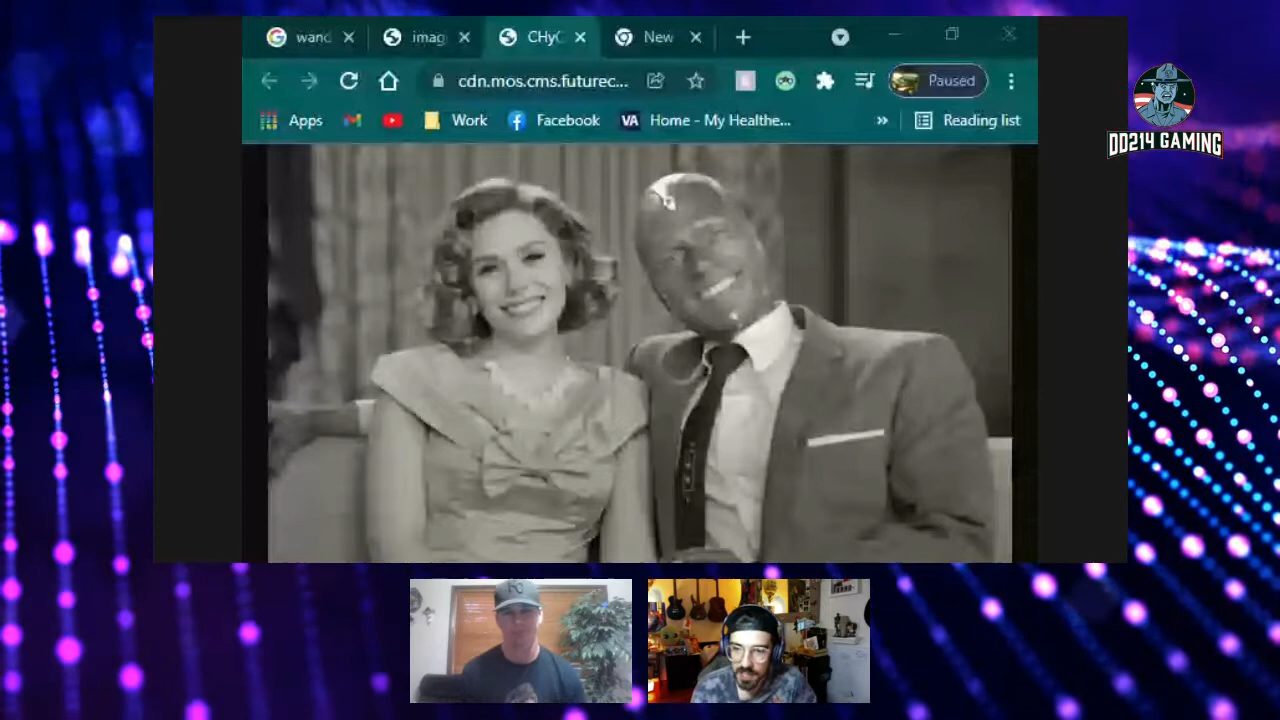 wand
imag
CHyC
New
cdn.mos.cms.futurec...
Paused
Apps
Work
Facebook
VA
Home - My Healthe...
»
Reading list
DD214 GAMING